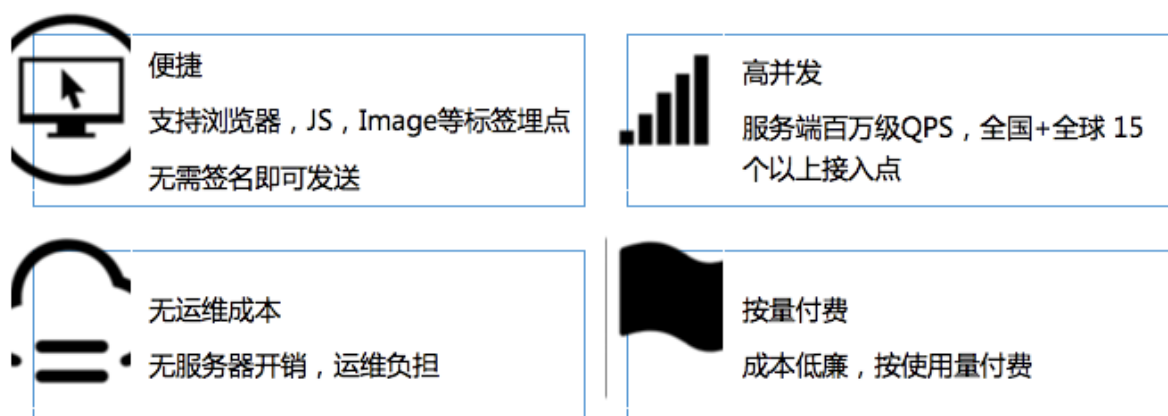 便捷
支持浏览器，JS，Image等标签埋点
无需签名即可发送
高并发
服务端百万级QPS，全国+全球 15
个以上接入点
无运维成本
无服务器开销，运维负担
按量付费
成本低廉，按使用量付费